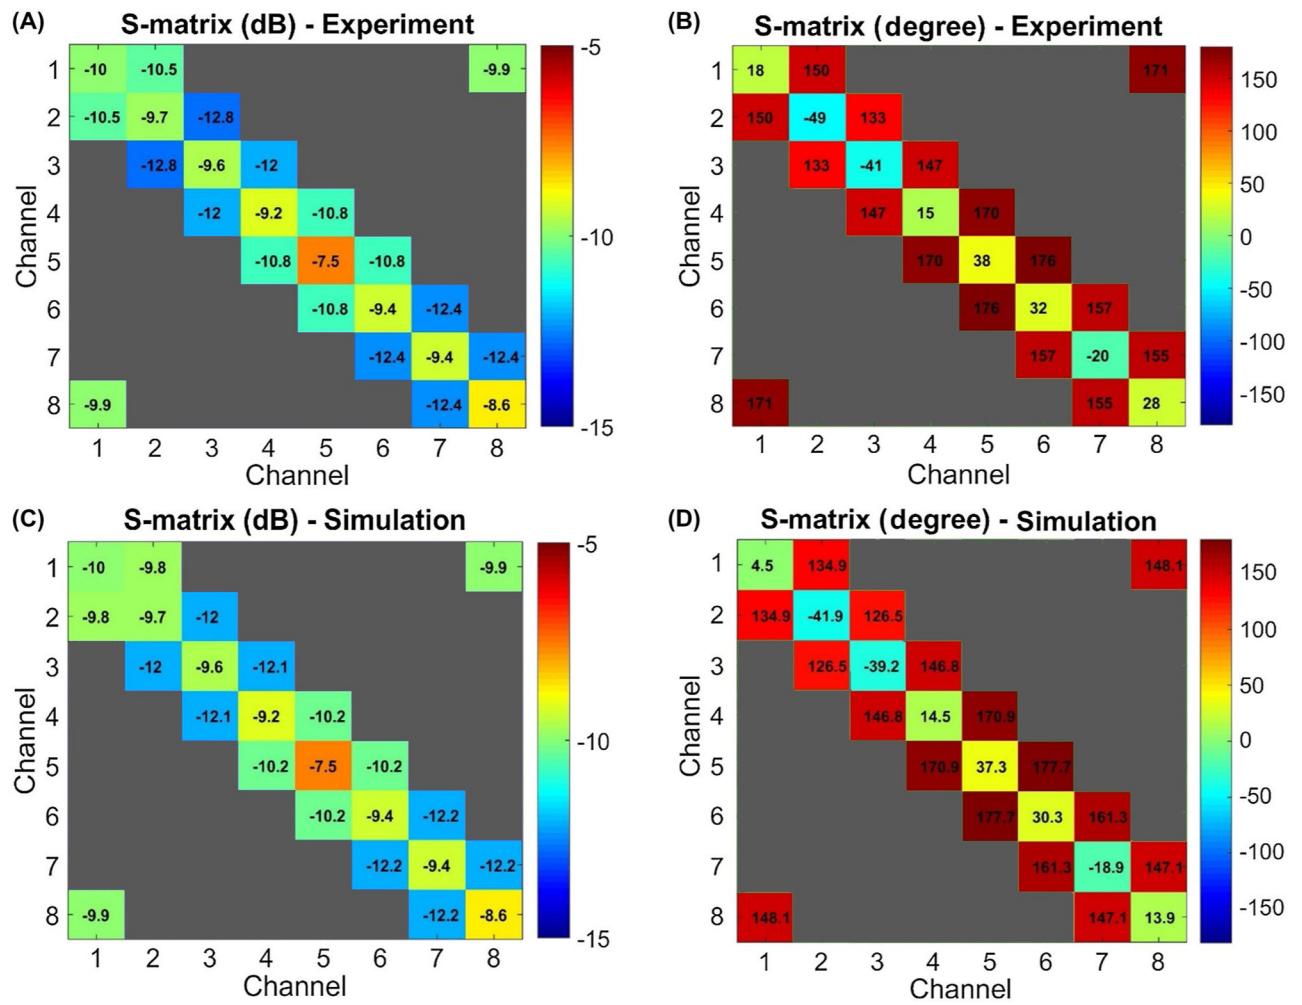 (A) S-matrix (dB) - Experiment
-5
1 -10 -10.5 -9.9
2 -10.5 -9.7 -12.8
3 -12.8 -9.6 -12
4 -12 -9.2 -10.8
-10
5 -10.8 -7.5 -10.8
6 -10.8 -9.4 -12.4
7 -12.4 -9.4 -12.4
8 -9.9 -12.4 -8.6
-15
1 2 3 4 5 6 7 8
Channel
Channel
(B) S-matrix (degree) - Experiment
1 18 150 171
2 150 -49 133
3 133 -41 147
4 147 15 170
5 170 38 176
6 176 32 157
7 157 -20 155
8 171 155 28
150
100
50
0
-50
-100
-150
1 2 3 4 5 6 7 8
Channel
Channel
(C) S-matrix (dB) - Simulation
-5
1 -10 -9.8 -9.9
2 -9.8 -9.7 -12
3 -12 -9.6 -12.1
4 -12.1 -9.2 -10.2
-10
5 -10.2 -7.5 -10.2
6 -10.2 -9.4 -12.2
7 -12.2 -9.4 -12.2
8 -9.9 -12.2 -8.6
-15
1 2 3 4 5 6 7 8
Channel
Channel
(D) S-matrix (degree) - Simulation
1 4.5 134.9 148.1
2 134.9 -41.9 126.5
3 126.5 -39.2 146.8
4 146.8 14.5 170.9
5 170.9 37.3 177.7
6 177.7 30.3 161.3
7 161.3 -18.9 147.1
8 148.1 147.1 13.9
150
100
50
0
-50
-100
-150
1 2 3 4 5 6 7 8
Channel
Channel